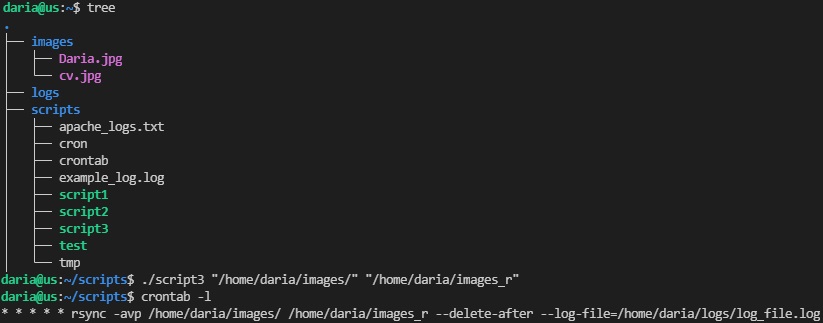 daria@us:~$ tree
.
├── images
│   ├── Daria.jpg
│   └── cv.jpg
├── logs
├── scripts
│   ├── apache_logs.txt
│   ├── cron
│   ├── crontab
│   ├── example_log.log
│   ├── script1
│   ├── script2
│   ├── script3
│   ├── test
│   └── tmp
daria@us:~/scripts$ ./script3 "/home/daria/images/" "/home/daria/images_r"
daria@us:~/scripts$ crontab -l
* * * * * rsync -avp /home/daria/images/ /home/daria/images_r --delete-after --log-file=/home/daria/logs/log_file.log